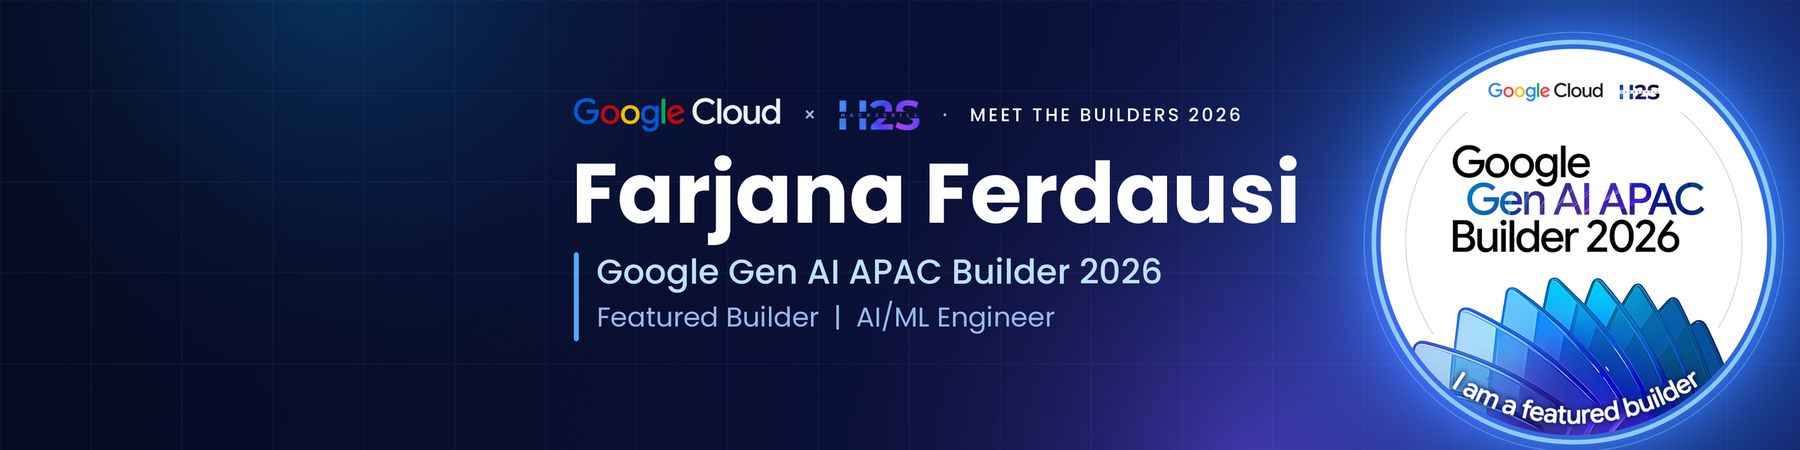 Google Cloud × H2S HACK2SKILL · MEET THE BUILDERS 2026
Farjana Ferdausi
Google Gen AI APAC Builder 2026
Featured Builder | AI/ML Engineer
Google Cloud H2S
Google
Gen AI APAC
Builder 2026
I am a featured builder